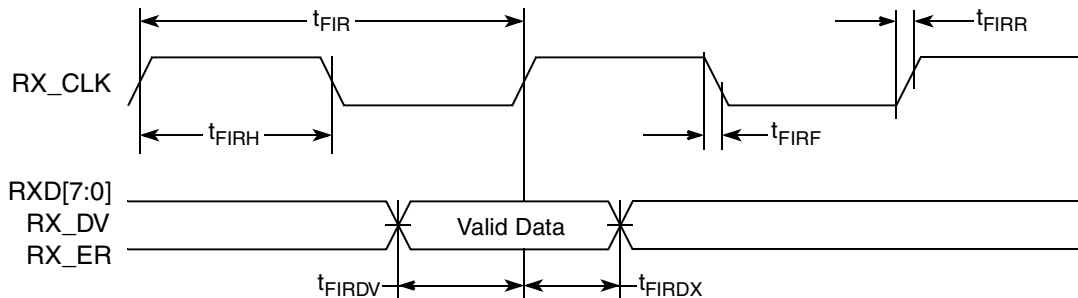 tFIR
tFIRR
RX_CLK
tFIRH
tFIRF
RXD[7:0]
RX_DV
Valid Data
RX_ER
tFIRDV
tFIRDX